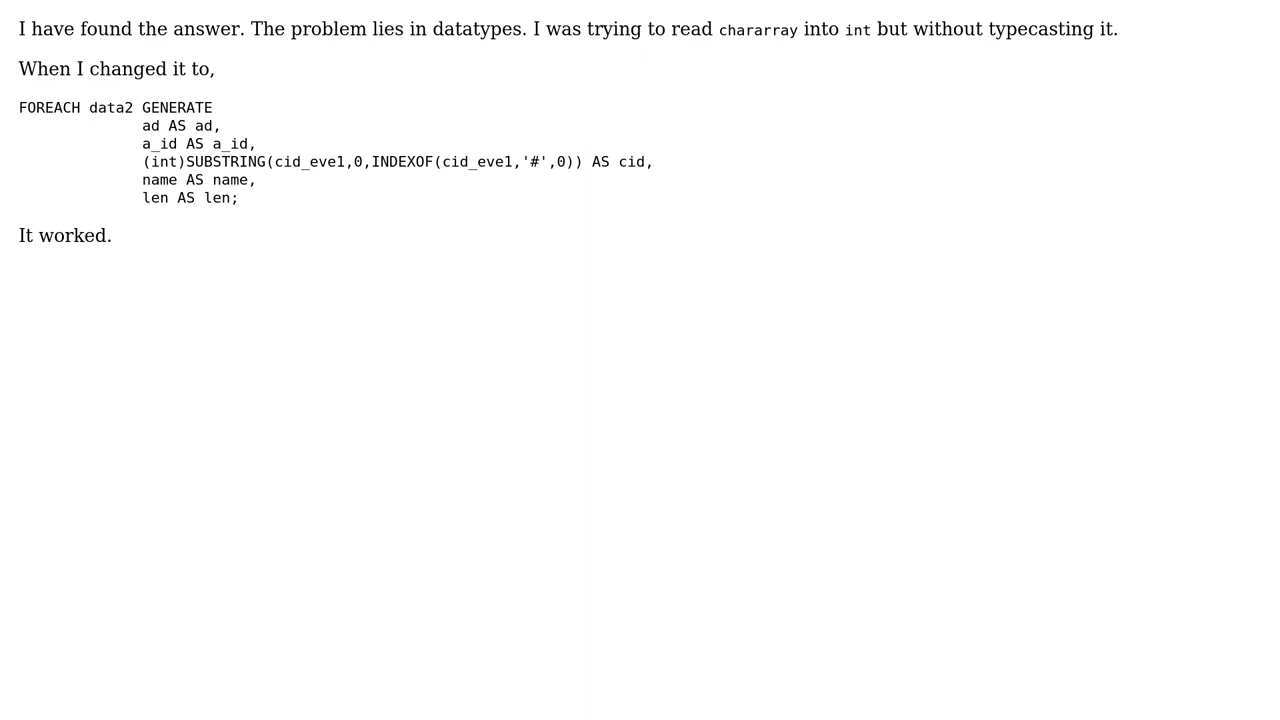 I have found the answer. The problem lies in datatypes. I was trying to read chararray into int but without typecasting it.
When I changed it to,
FOREACH data2 GENERATE
ad AS ad,
a_id AS a_id,
(int)SUBSTRING(cid_eve1,0,INDEXOF(cid_eve1,'#',0)) AS cid,
name AS name,
len AS len;
It worked.